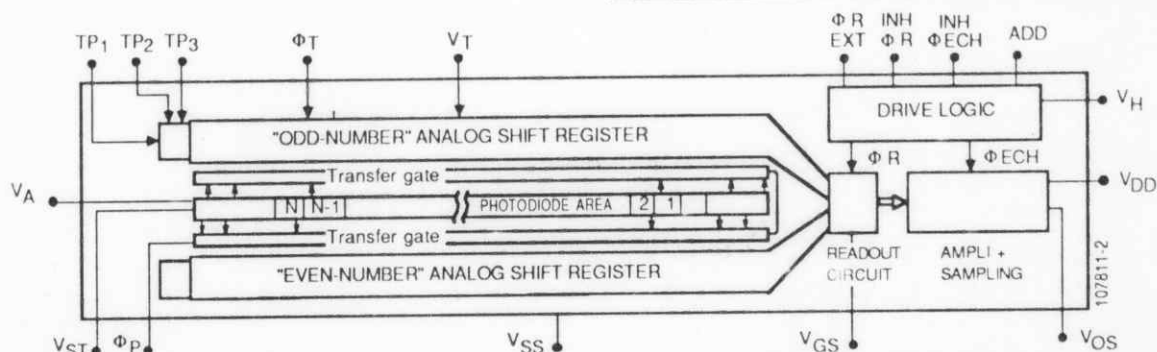 TP1 TP2 TP3 ΦT VT ΦR EXT INH ΦR INH ΦECH ADD
DRIVE LOGIC
VH
"ODD-NUMBER" ANALOG SHIFT REGISTER
ΦR
ΦECH
Transfer gate
VA
VDD
N N-1 PHOTODIODE AREA 2 1
Transfer gate
"EVEN-NUMBER" ANALOG SHIFT REGISTER
READOUT
CIRCUIT
AMPLI +
SAMPLING
107811-2
VST ΦP VSS VGS VOS